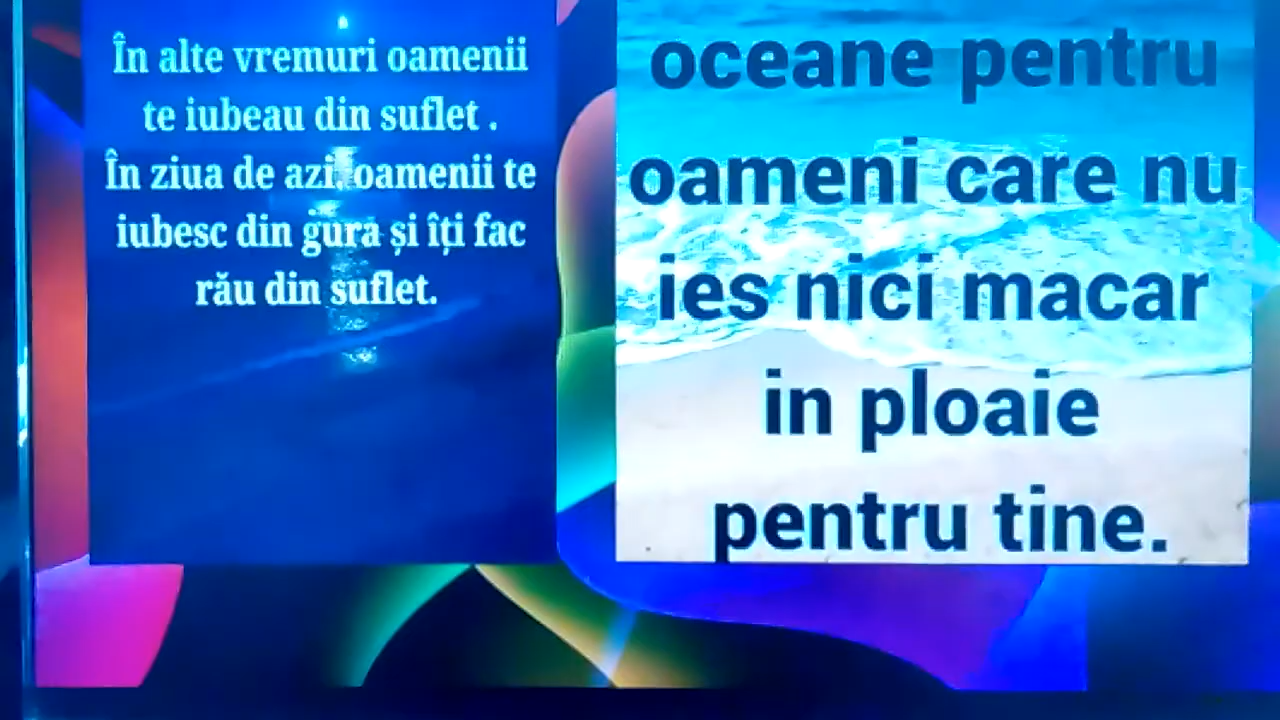 În alte vremuri oamenii
te iubeau din suflet .
În ziua de azi, oamenii te
iubesc din gura și îți fac
rău din suflet.
oceane pentru
oameni care nu
ies nici macar
in ploaie
pentru tine.